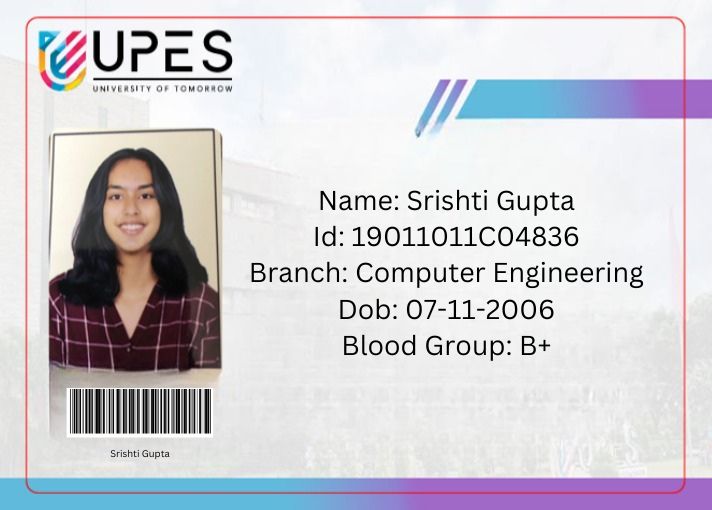 UPES
UNIVERSITY OF TOMORROW
Name: Srishti Gupta
Id: 19011011C04836
Branch: Computer Engineering
Dob: 07-11-2006
Blood Group: B+
Srishti Gupta